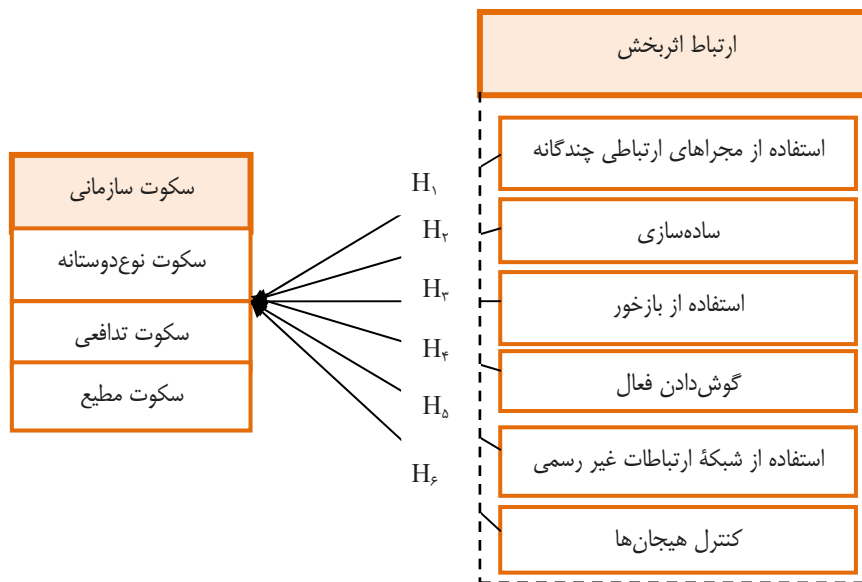 ارتباط اثربخش
استفاده از مجراهای ارتباطی چندگانه
ساده‌سازی
استفاده از بازخور
گوش‌دادن فعال
استفاده از شبکۀ ارتباطات غیر رسمی
کنترل هیجان‌ها
H۱
H۲
H۳
H۴
H۵
H۶
سکوت سازمانی
سکوت نوع‌دوستانه
سکوت تدافعی
سکوت مطیع